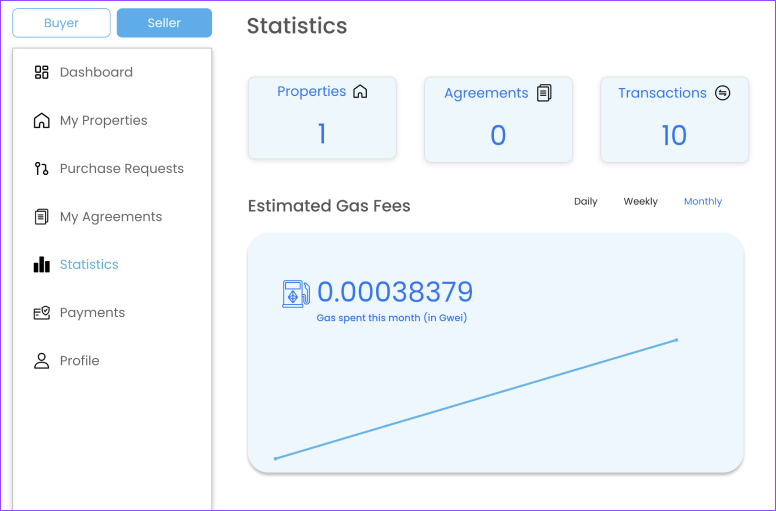 Buyer
Seller
Dashboard
My Properties
Purchase Requests
My Agreements
Statistics
Payments
Profile
Statistics
Properties
1
Agreements
0
Transactions
10
Estimated Gas Fees
Daily Weekly Monthly
0.00038379
Gas spent this month (in Gwei)